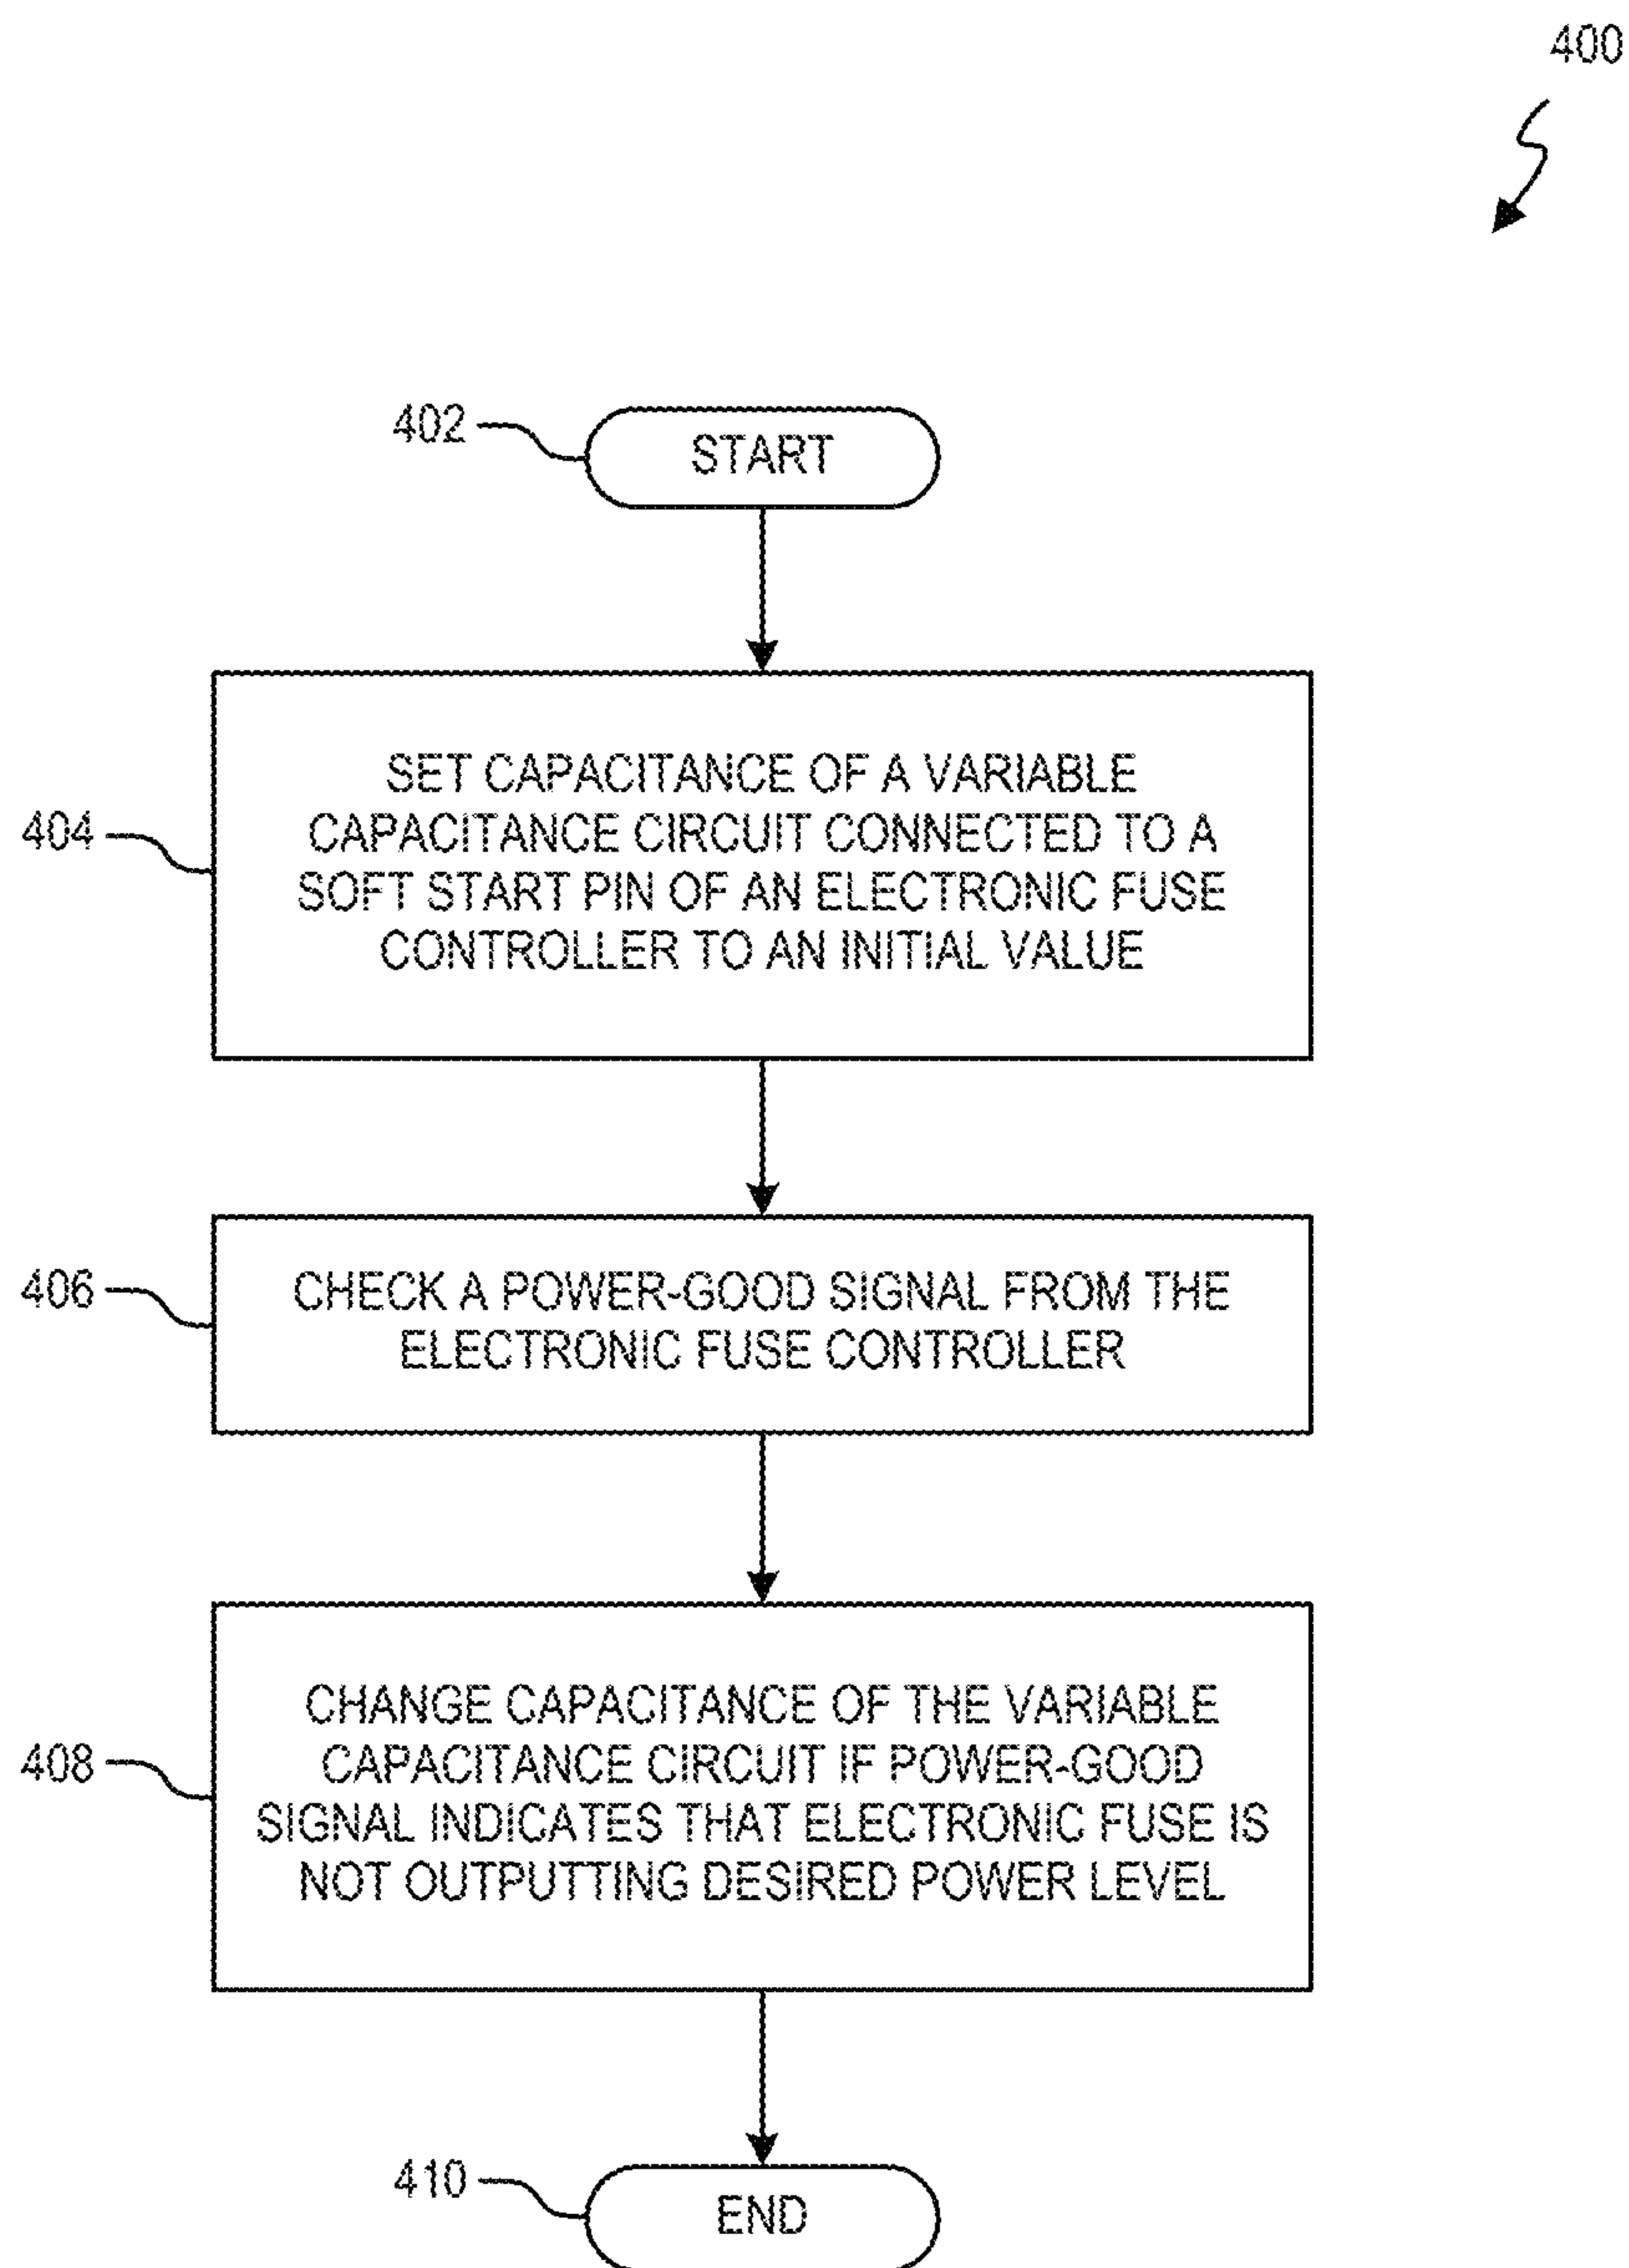 400
402
START
404
SET CAPACITANCE OF A VARIABLE
CAPACITANCE CIRCUIT CONNECTED TO A
SOFT START PIN OF AN ELECTRONIC FUSE
CONTROLLER TO AN INITIAL VALUE
406
CHECK A POWER-GOOD SIGNAL FROM THE
ELECTRONIC FUSE CONTROLLER
408
CHANGE CAPACITANCE OF THE VARIABLE
CAPACITANCE CIRCUIT IF POWER-GOOD
SIGNAL INDICATES THAT ELECTRONIC FUSE IS
NOT OUTPUTTING DESIRED POWER LEVEL
410
END